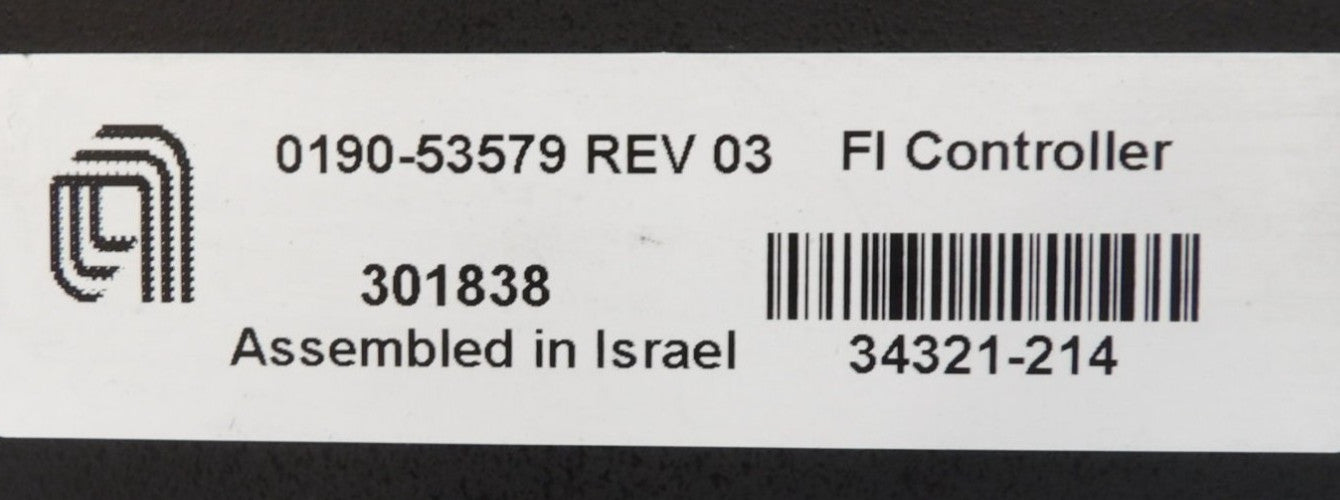 0190-53579 REV 03 FI Controller
301838
Assembled in Israel
34321-214